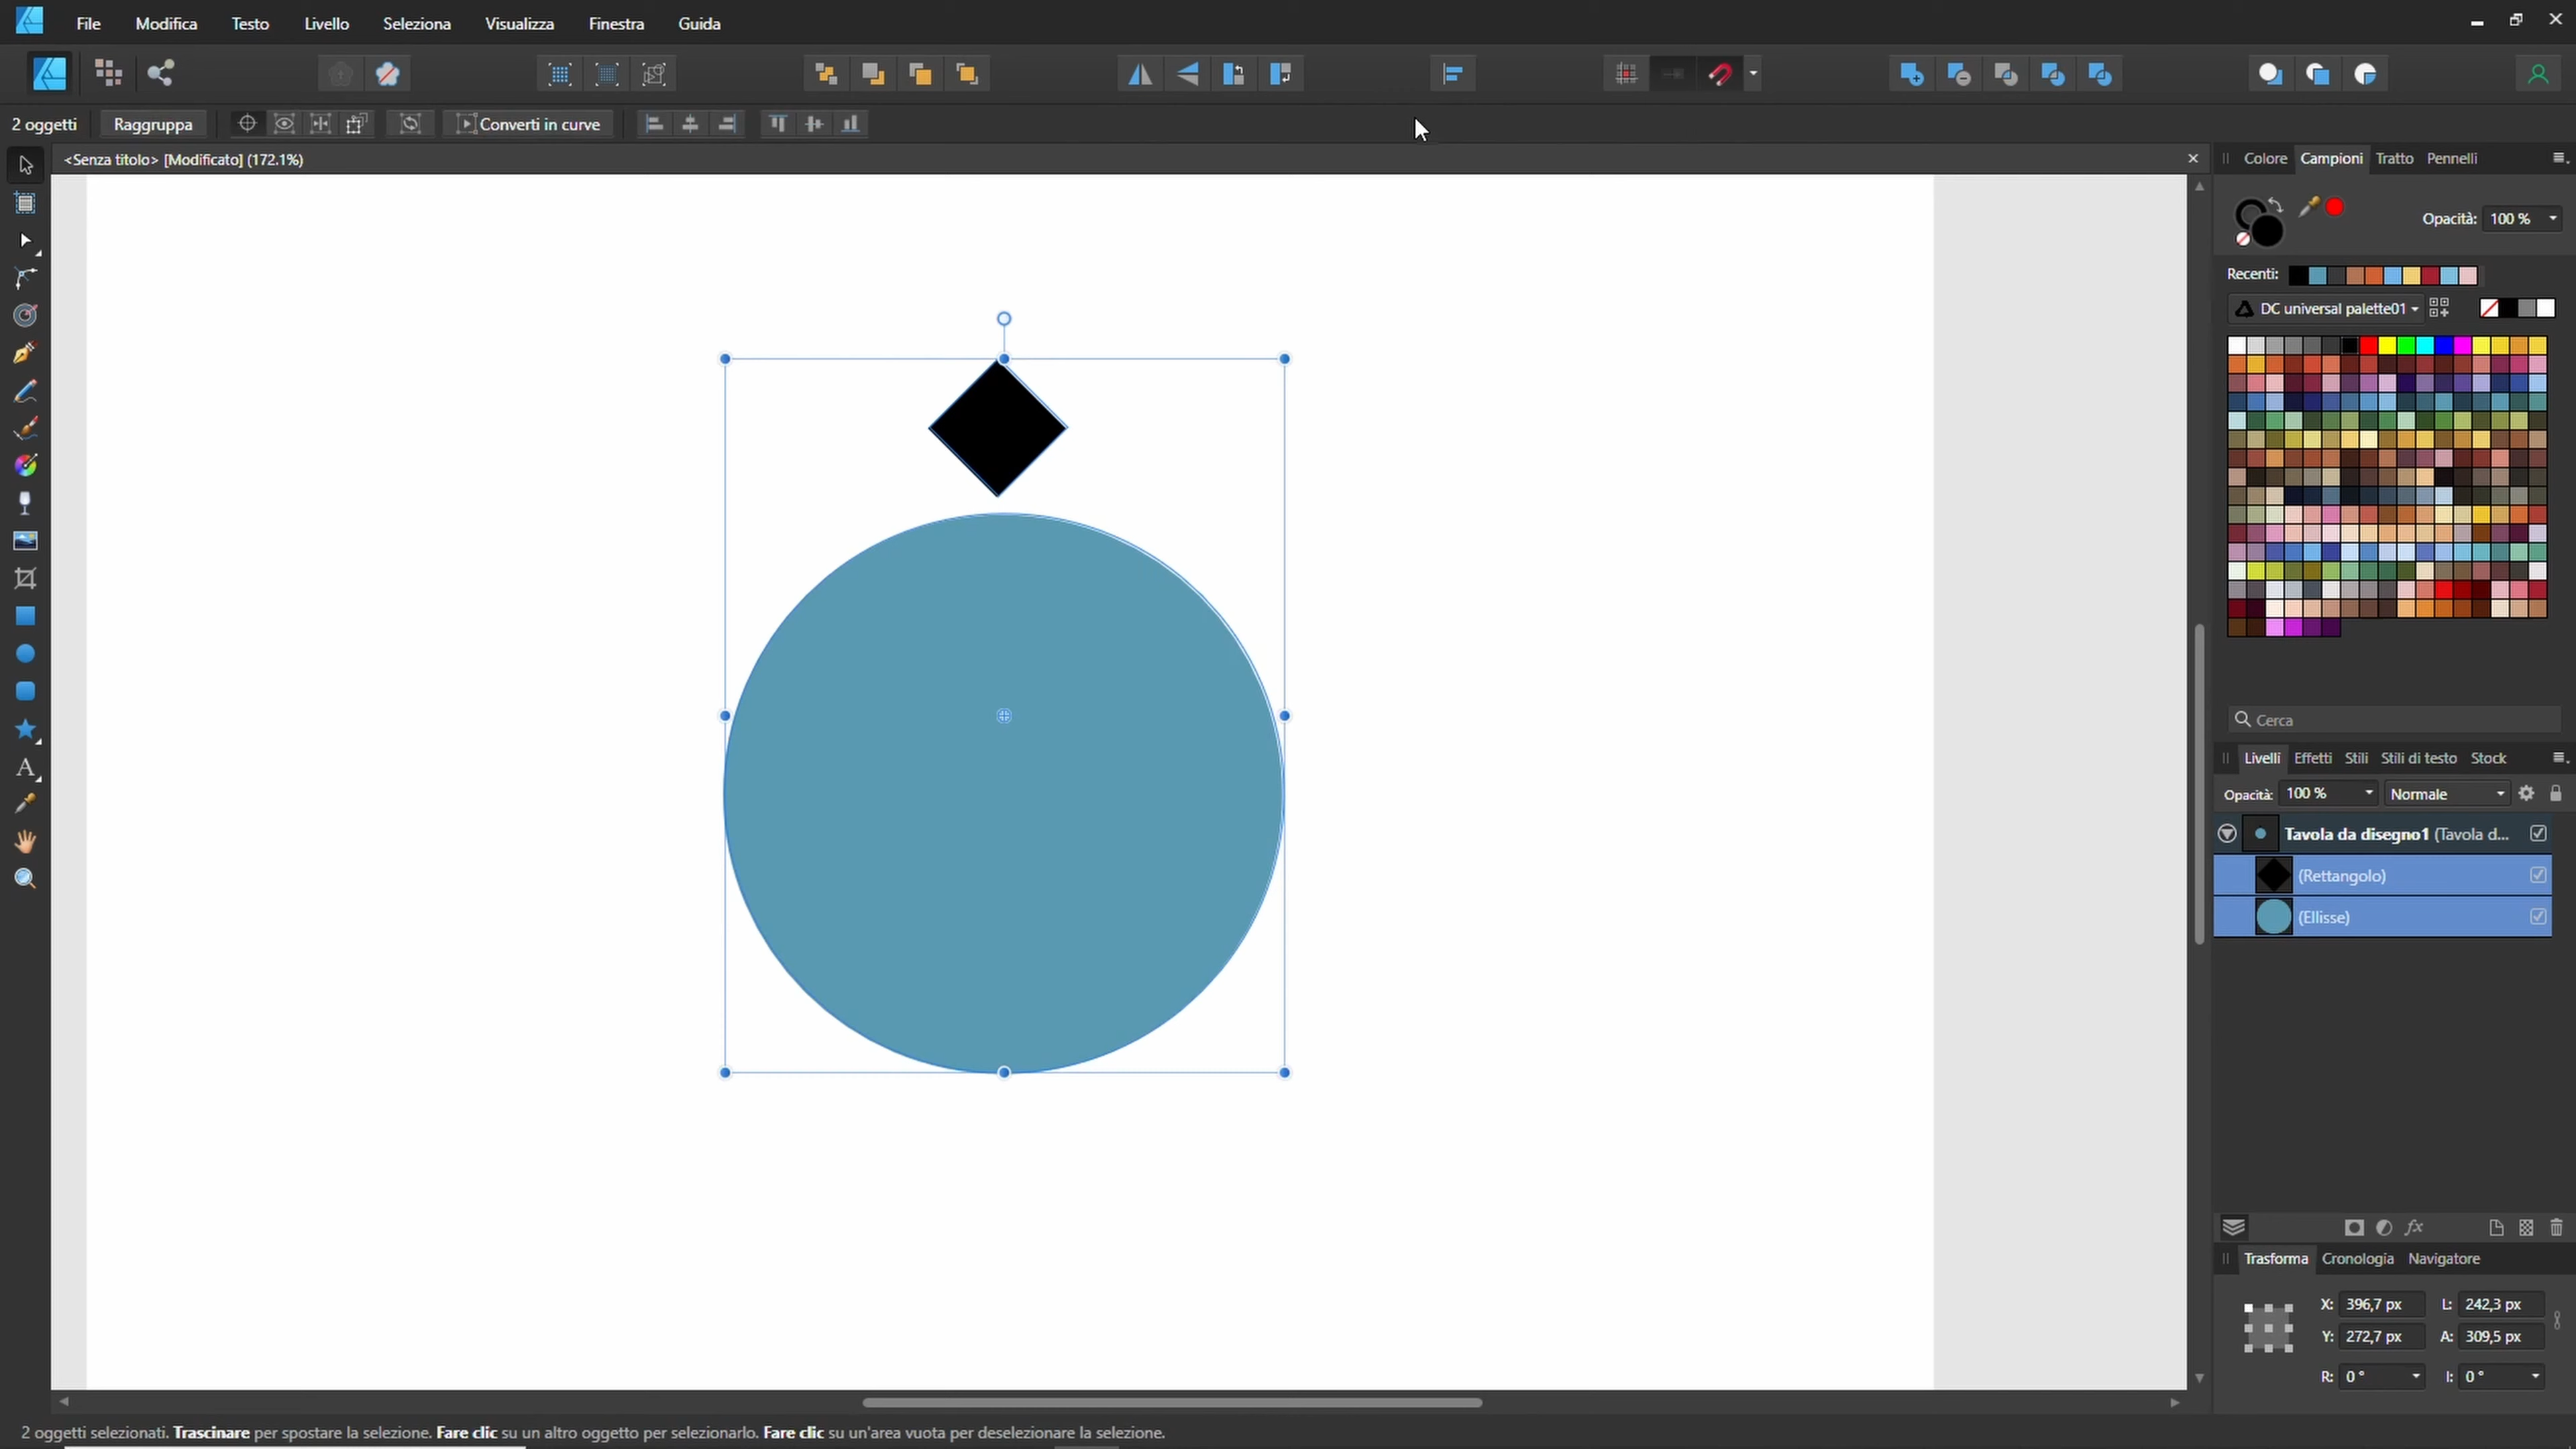 File Modifica Testo Livello Seleziona Visualizza Finestra Guida
2 oggetti Raggruppa Converti in curve
<Senza titolo> [Modificato] (172.1%)
Colore Campioni Tratto Pennelli
Opacità: 100 %
Recenti:
DC universal palette01
Cerca
Livelli Effetti Stili Stili di testo Stock
Opacità: 100 % Normale
Tavola da disegno1 (Tavola d...
(Rettangolo)
(Ellisse)
fx
Trasforma Cronologia Navigatore
X: 396,7 px L: 242,3 px
Y: 272,7 px A: 309,5 px
R: 0 ° I: 0 °
2 oggetti selezionati. Trascinare per spostare la selezione. Fare clic su un altro oggetto per selezionarlo. Fare clic su un'area vuota per deselezionare la selezione.